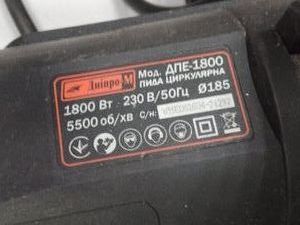 Дніпро М Мод. ДПЕ-1800
ПИЛА ЦИРКУЛЯРНА
1800 Вт 230 В/50Гц Ø185
5500 об/хв С/н: